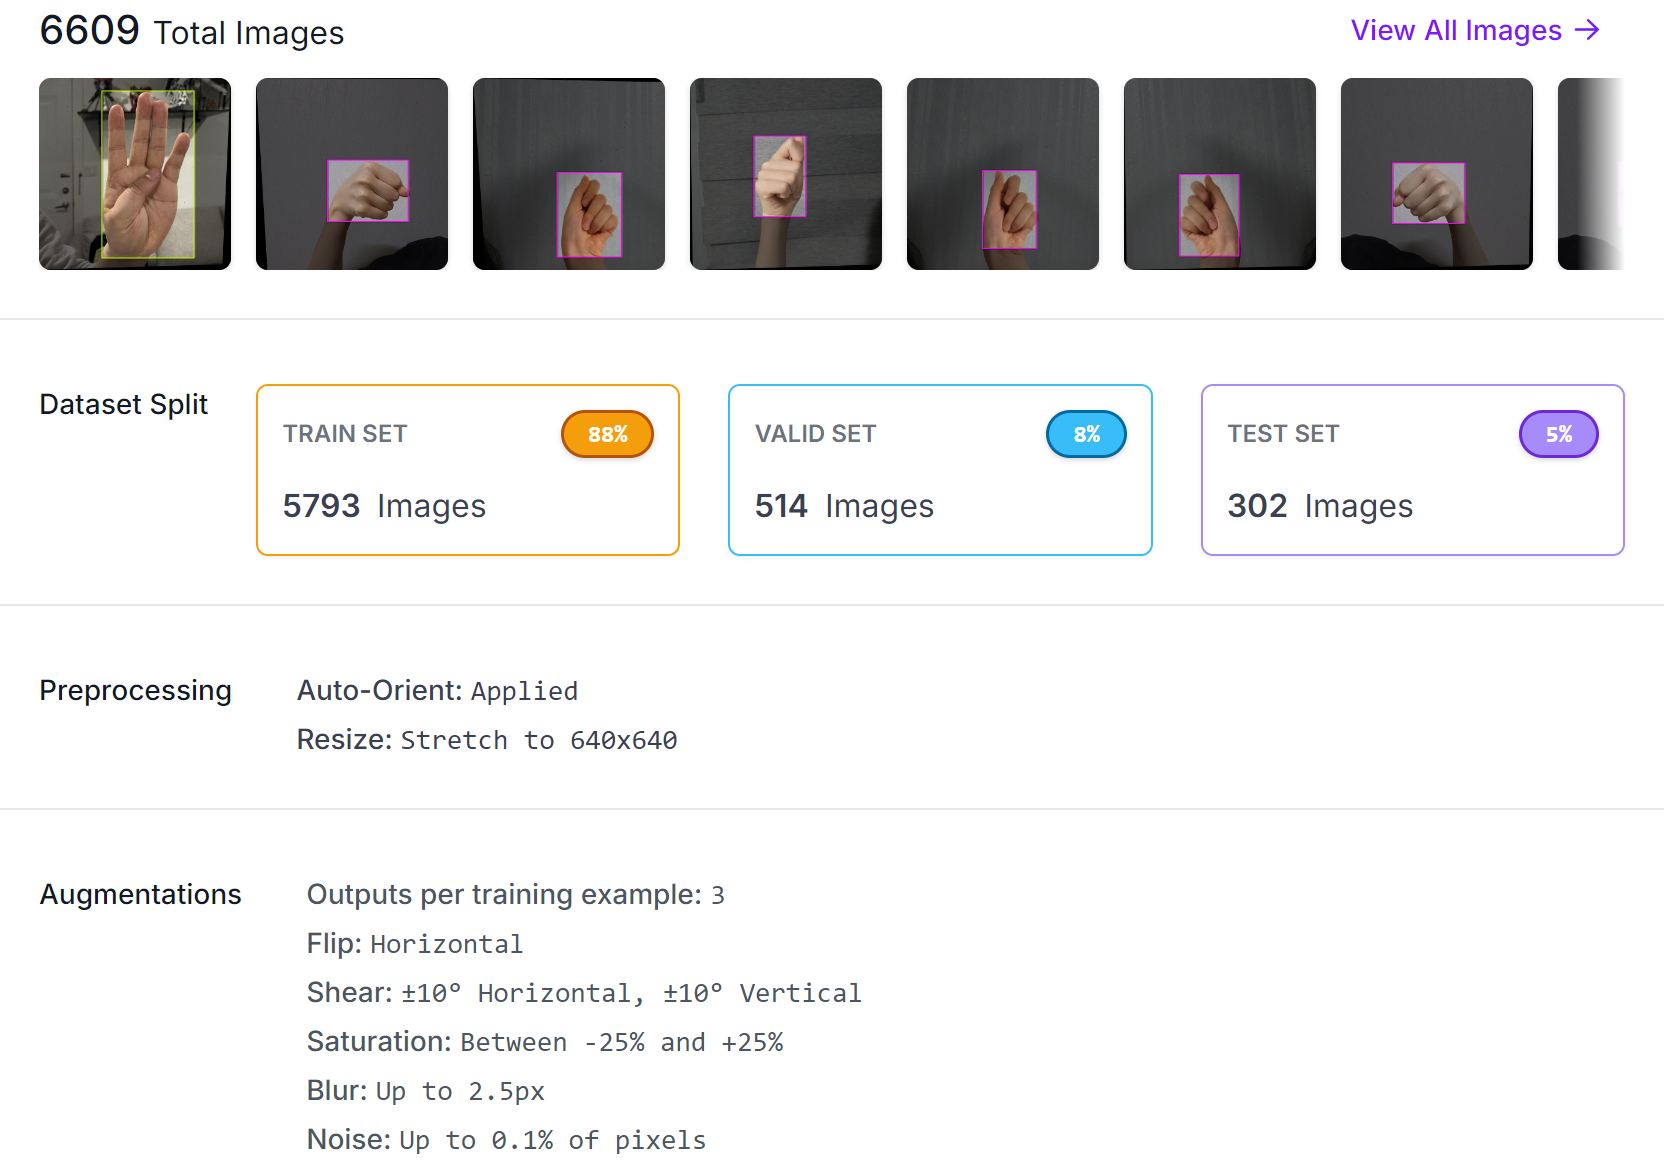 6609 Total Images
View All Images →
Dataset Split
TRAIN SET
88%
5793 Images
VALID SET
8%
514 Images
TEST SET
5%
302 Images
Preprocessing
Auto-Orient: Applied
Resize: Stretch to 640x640
Augmentations
Outputs per training example: 3
Flip: Horizontal
Shear: ±10° Horizontal, ±10° Vertical
Saturation: Between -25% and +25%
Blur: Up to 2.5px
Noise: Up to 0.1% of pixels